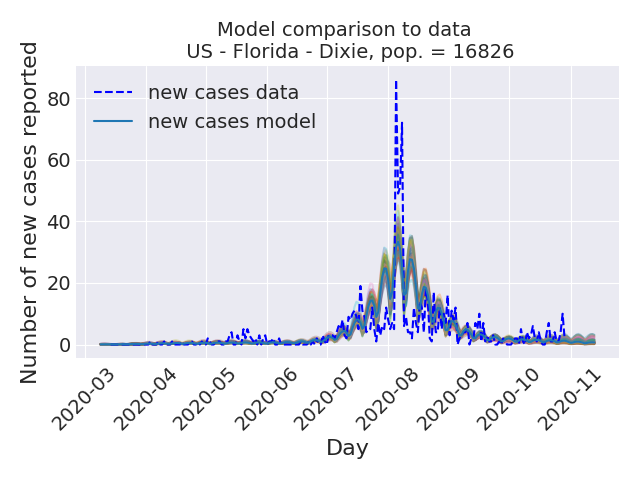 Model comparison to data
US - Florida - Dixie, pop. = 16826
Number of new cases reported
80
60
40
20
0
new cases data
new cases model
2020-03
2020-04
2020-05
2020-06
2020-07
2020-08
2020-09
2020-10
2020-11
Day